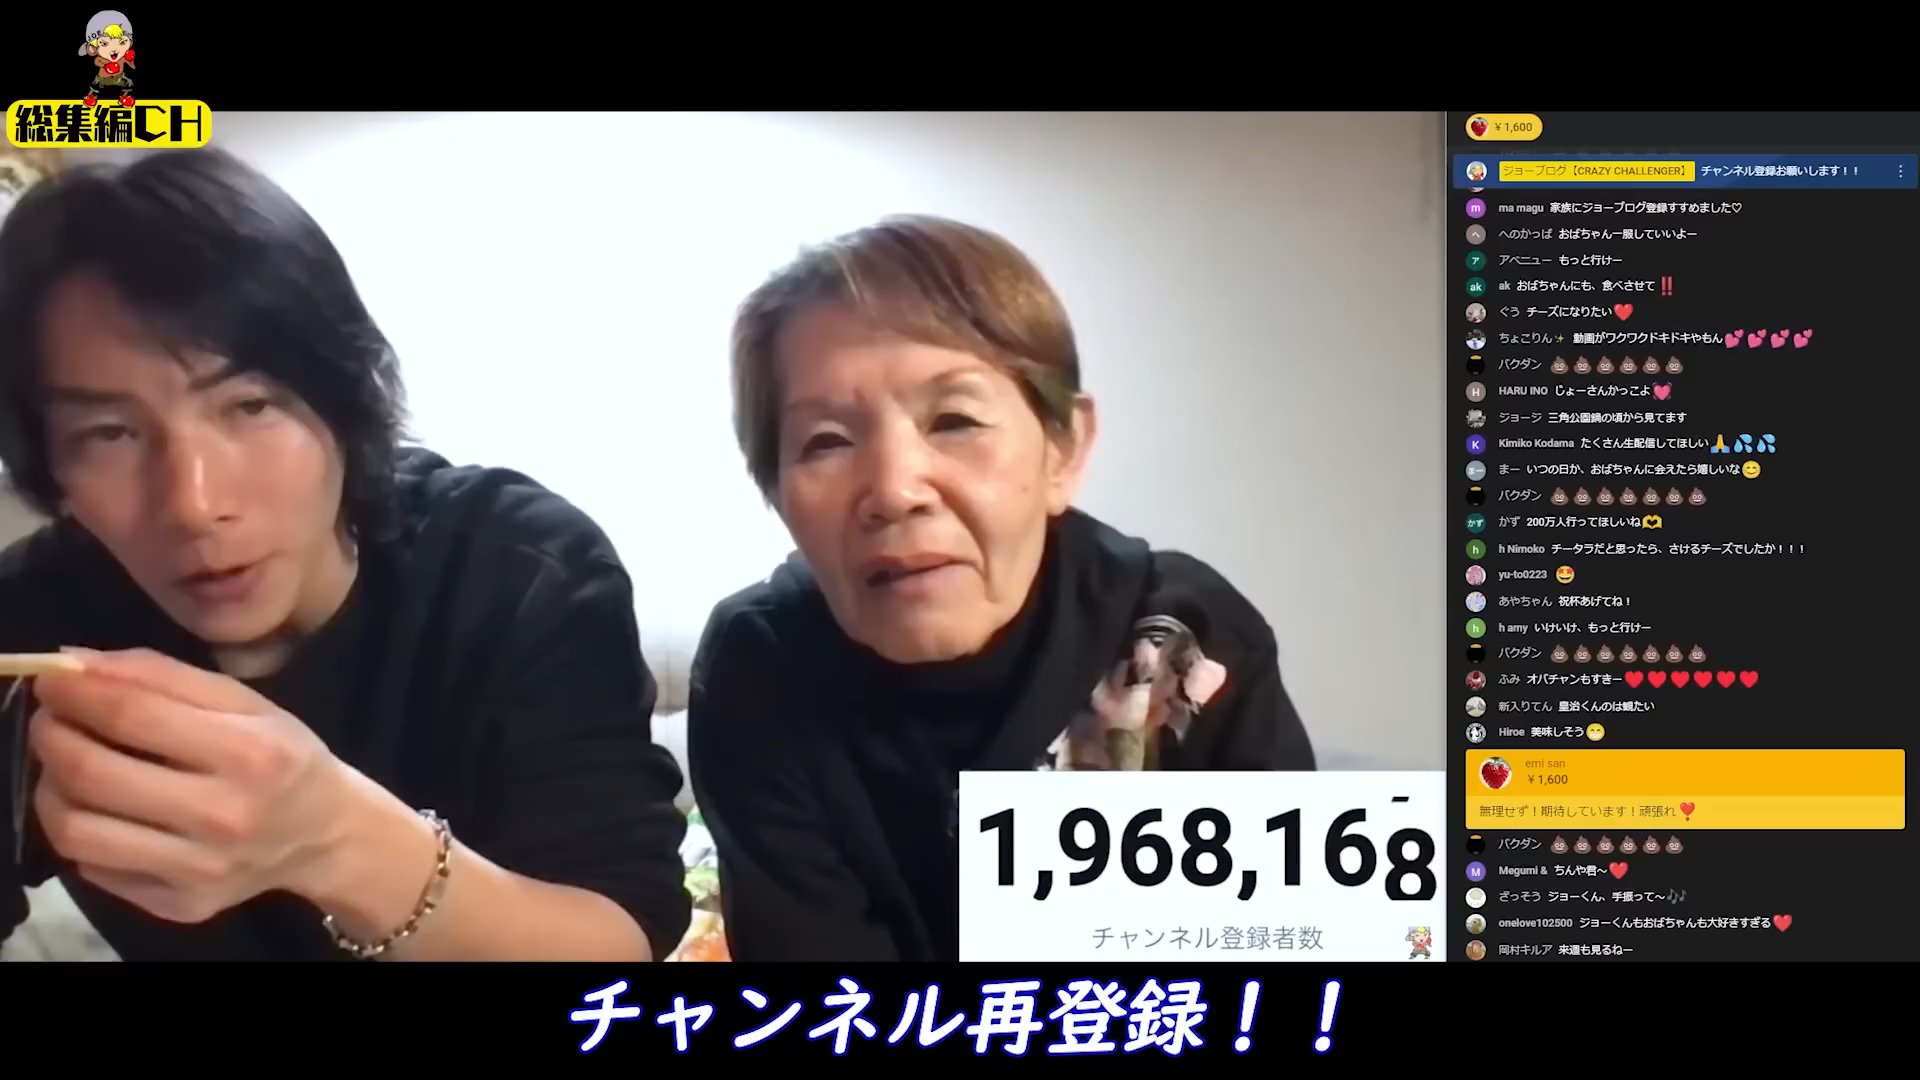 総集編CH
¥ 1,600
ジョーブログ【CRAZY CHALLENGER】 チャンネル登録お願いします！！
ma magu 家族にジョーブログ登録すすめました♡
へのかっぱ おばちゃん一服していいよー
アベニュー もっと行けー
ak おばちゃんにも、食べさせて‼️
ぐう チーズになりたい❤️
ちょこりん✨ 動画がワクワクドキドキやもん💕💕💕💕
バクダン 💩💩💩💩💩💩
HARU INO じょーさんかっこよ💓
ジョージ 三角公園鍋の頃から見てます
Kimiko Kodama たくさん生配信してほしい🙏💦💦
まー いつの日か、おばちゃんに会えたら嬉しいな😊
バクダン 💩💩💩💩💩💩💩
かず 200万人行ってほしいね🫶
h Nimoko チータラだと思ったら、さけるチーズでしたか！！！
yu-to0223 🤩
あやちゃん 祝杯あげてね！
h amy いけいけ、もっと行けー
バクダン 💩💩💩💩💩💩💩
ふみ オバチャンもすきー❤️❤️❤️❤️❤️❤️
新入りてん 皇治くんのは観たい
Hiroe 美味しそう😁
emi san
¥ 1,600
無理せず！期待しています！頑張れ❣️
バクダン 💩💩💩💩💩💩
Megumi & ちんや君〜❤️
ざっそう ジョーくん、手振って〜🎶
onelove102500 ジョーくんもおばちゃんも大好きすぎる❤️
岡村キルア 来週も見るねー
1,968,168
チャンネル登録者数
チャンネル再登録！！